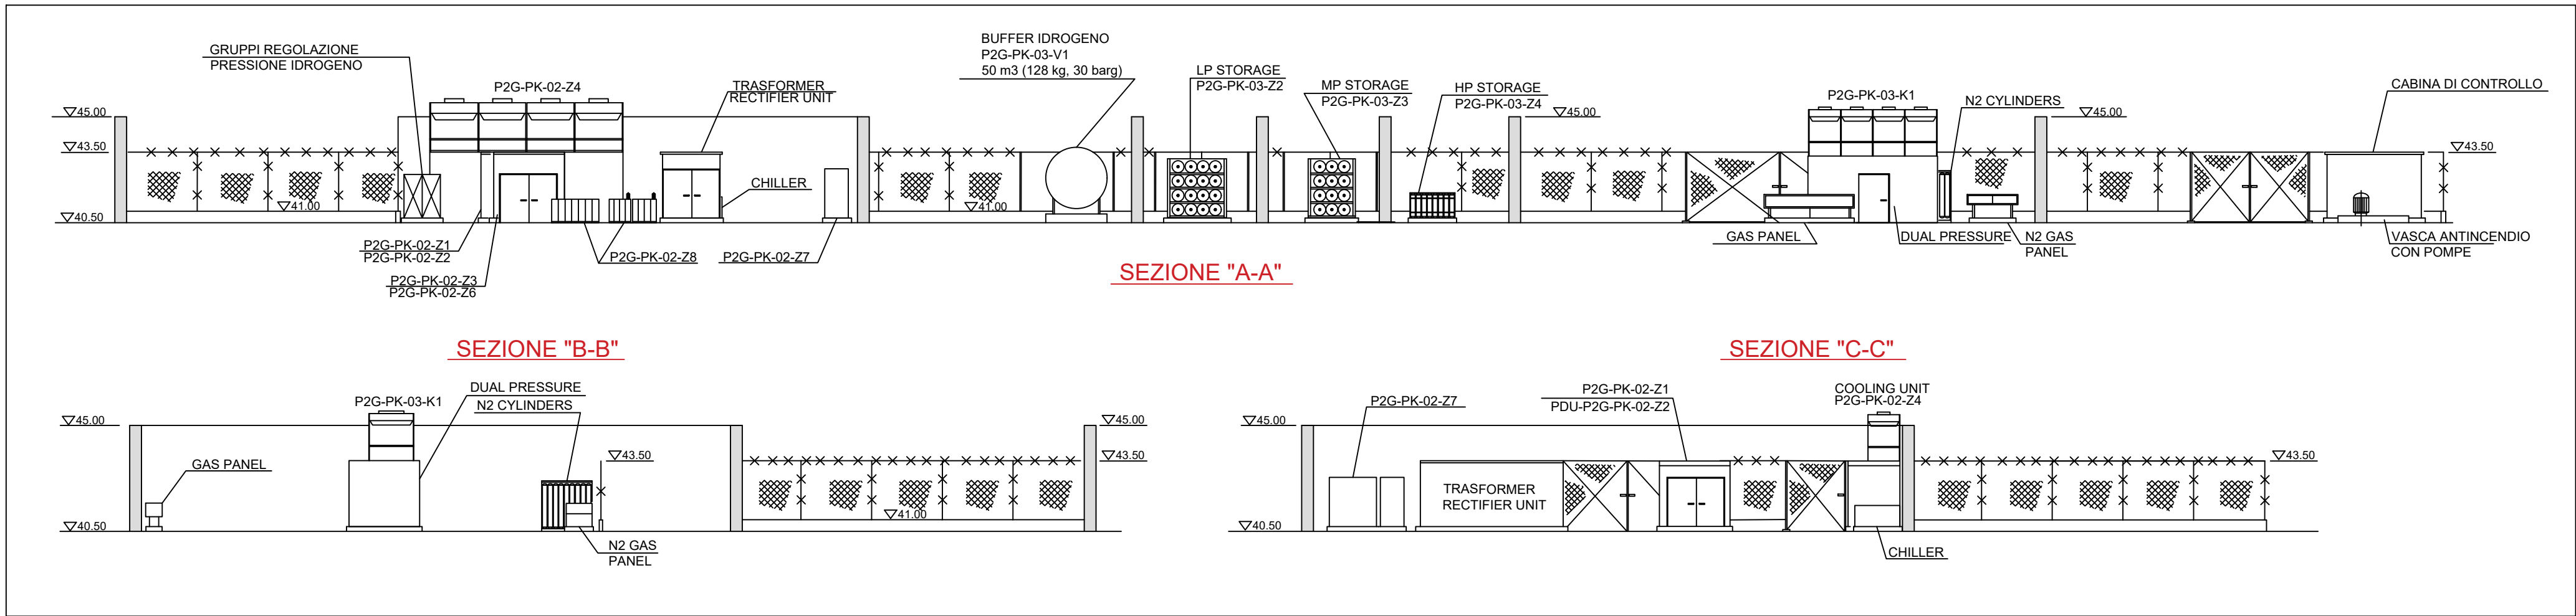 GRUPPI REGOLAZIONE
PRESSIONE IDROGENO
P2G-PK-02-Z4
TRASFORMER
RECTIFIER UNIT
BUFFER IDROGENO
P2G-PK-03-V1
50 m3 (128 kg, 30 barg)
LP STORAGE
P2G-PK-03-Z2
MP STORAGE
P2G-PK-03-Z3
HP STORAGE
P2G-PK-03-Z4
P2G-PK-03-K1
N2 CYLINDERS
CABINA DI CONTROLLO
45.00
45.00
45.00
43.50
43.50
CHILLER
41.00
41.00
40.50
P2G-PK-02-Z1
P2G-PK-02-Z2
P2G-PK-02-Z3
P2G-PK-02-Z6
P2G-PK-02-Z8
P2G-PK-02-Z7
GAS PANEL
DUAL PRESSURE
N2 GAS
PANEL
VASCA ANTINCENDIO
CON POMPE
SEZIONE "A-A"
SEZIONE "B-B"
P2G-PK-03-K1
DUAL PRESSURE
N2 CYLINDERS
45.00
45.00
GAS PANEL
43.50
43.50
41.00
40.50
N2 GAS
PANEL
SEZIONE "C-C"
P2G-PK-02-Z7
P2G-PK-02-Z1
PDU-P2G-PK-02-Z2
COOLING UNIT
P2G-PK-02-Z4
45.00
43.50
TRASFORMER
RECTIFIER UNIT
40.50
CHILLER